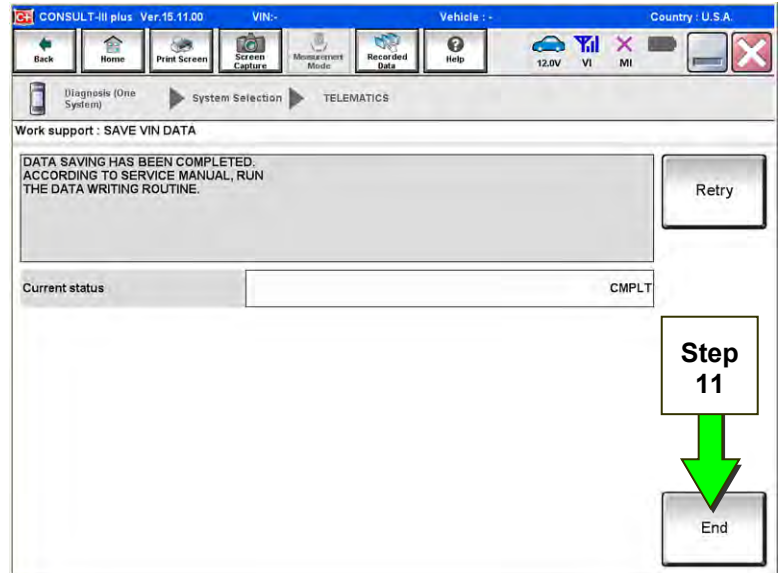 CONSULT-III plus Ver.15.11.00 VIN:- Vehicle : - Country : U.S.A.
Back Home Print Screen Screen Capture Measurement Mode Recorded Data Help 12.0V VI MI
Diagnosis (One System) System Selection TELEMATICS
Work support : SAVE VIN DATA
DATA SAVING HAS BEEN COMPLETED.
ACCORDING TO SERVICE MANUAL, RUN
THE DATA WRITING ROUTINE.
Retry
Current status CMPLT
Step
11
End